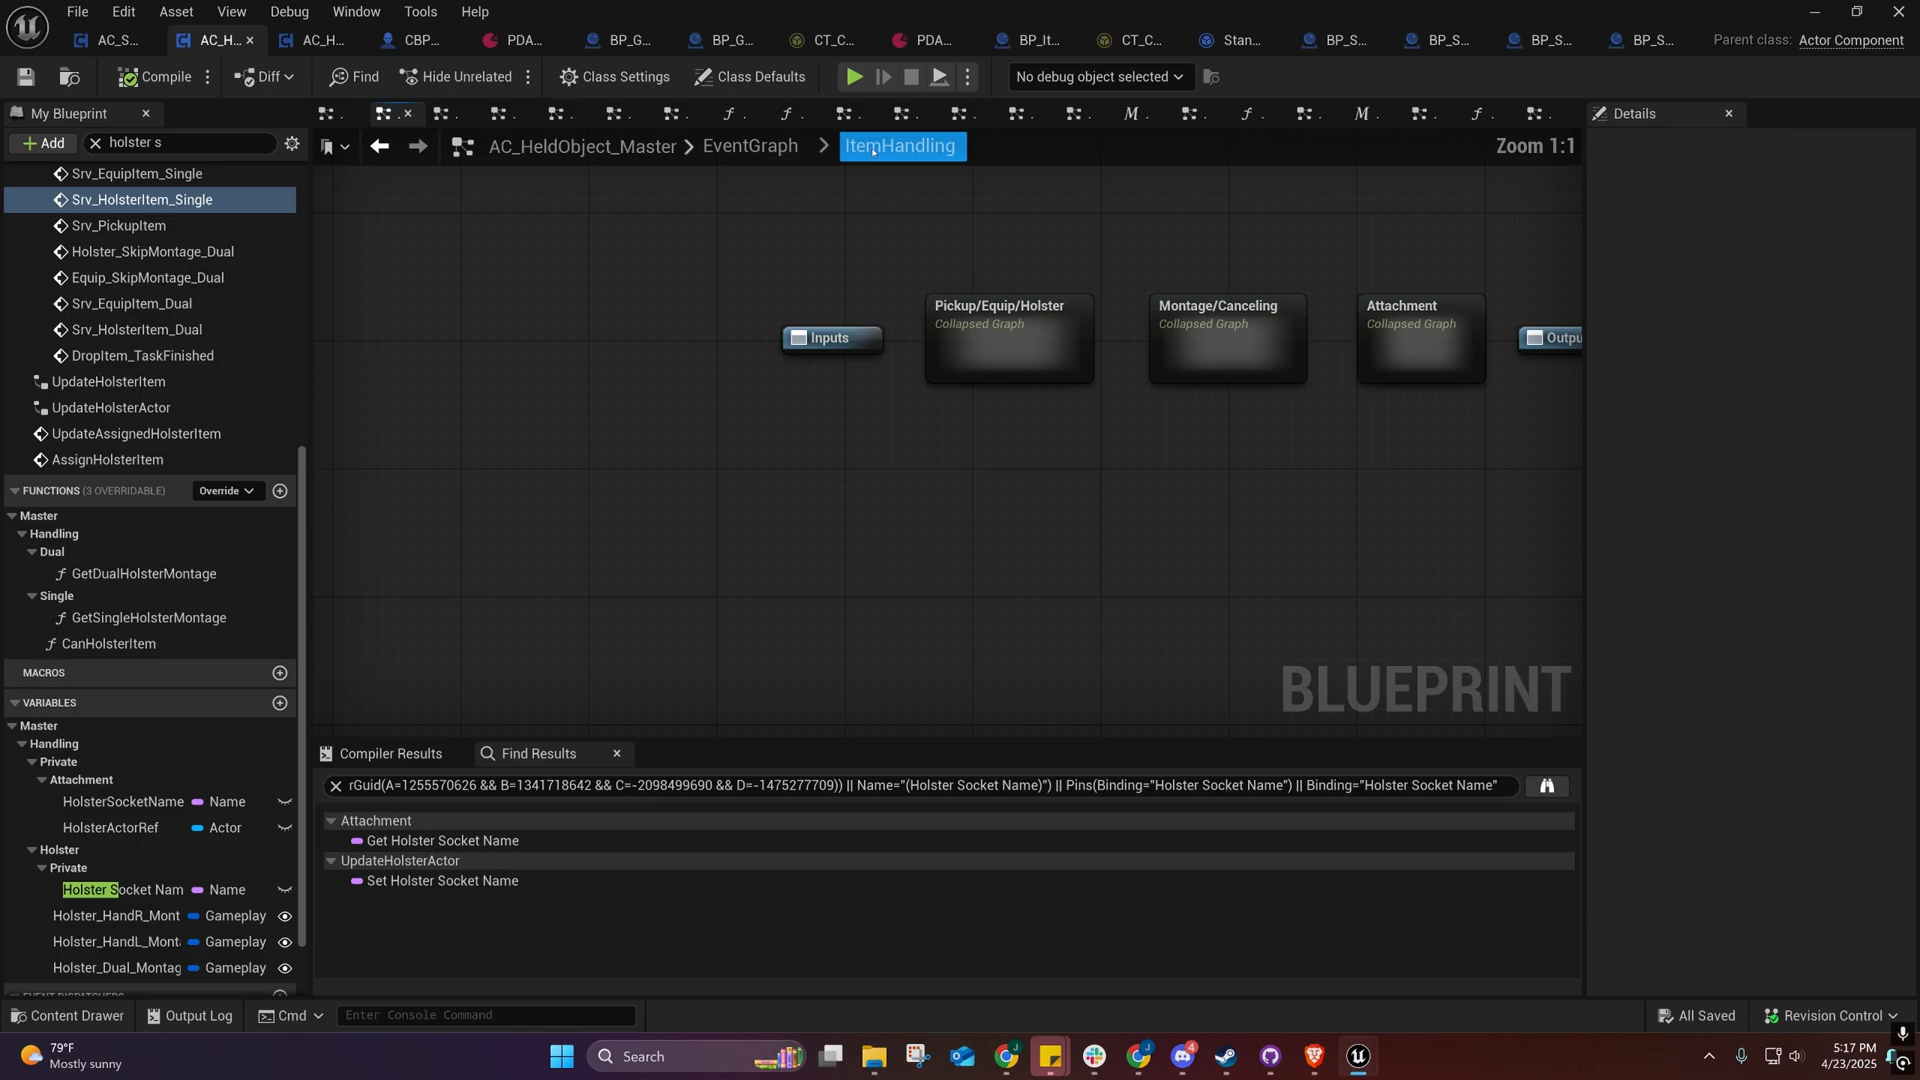 File Edit Asset View Debug Window Tools Help
AC_S... AC_H... AC_H... CBP... PDA... BP_G... BP_G... CT_C... PDA... BP_It... CT_C... Stan... BP_S... BP_S... BP_S... BP_S... Parent class: Actor Component
Compile Diff Find Hide Unrelated Class Settings Class Defaults No debug object selected
My Blueprint
Details
Add holster s
AC_HeldObject_Master > EventGraph > ItemHandling Zoom 1:1
Srv_EquipItem_Single
Srv_HolsterItem_Single
Srv_PickupItem
Holster_SkipMontage_Dual
Equip_SkipMontage_Dual
Srv_EquipItem_Dual
Srv_HolsterItem_Dual
DropItem_TaskFinished
UpdateHolsterItem
UpdateHolsterActor
UpdateAssignedHolsterItem
AssignHolsterItem
FUNCTIONS (3 OVERRIDABLE) Override
Master
Handling
Dual
GetDualHolsterMontage
Single
GetSingleHolsterMontage
CanHolsterItem
MACROS
VARIABLES
Master
Handling
Private
Attachment
HolsterSocketName Name
HolsterActorRef Actor
Holster
Private
Holster Socket Nam Name
Holster_HandR_Mont Gameplay
Holster_HandL_Mont Gameplay
Holster_Dual_Montag Gameplay
EVENT DISPATCHERS
Inputs
Pickup/Equip/Holster
Collapsed Graph
Montage/Canceling
Collapsed Graph
Attachment
Collapsed Graph
Outpu
BLUEPRINT
Compiler Results Find Results
rGuid(A=1255570626 && B=1341718642 && C=-2098499690 && D=-1475277709)) || Name="(Holster Socket Name)") || Pins(Binding="Holster Socket Name") || Binding="Holster Socket Name"
Attachment
Get Holster Socket Name
UpdateHolsterActor
Set Holster Socket Name
Content Drawer Output Log Cmd Enter Console Command All Saved Revision Control
79°F
Mostly sunny
Search
4
5:17 PM
4/23/2025